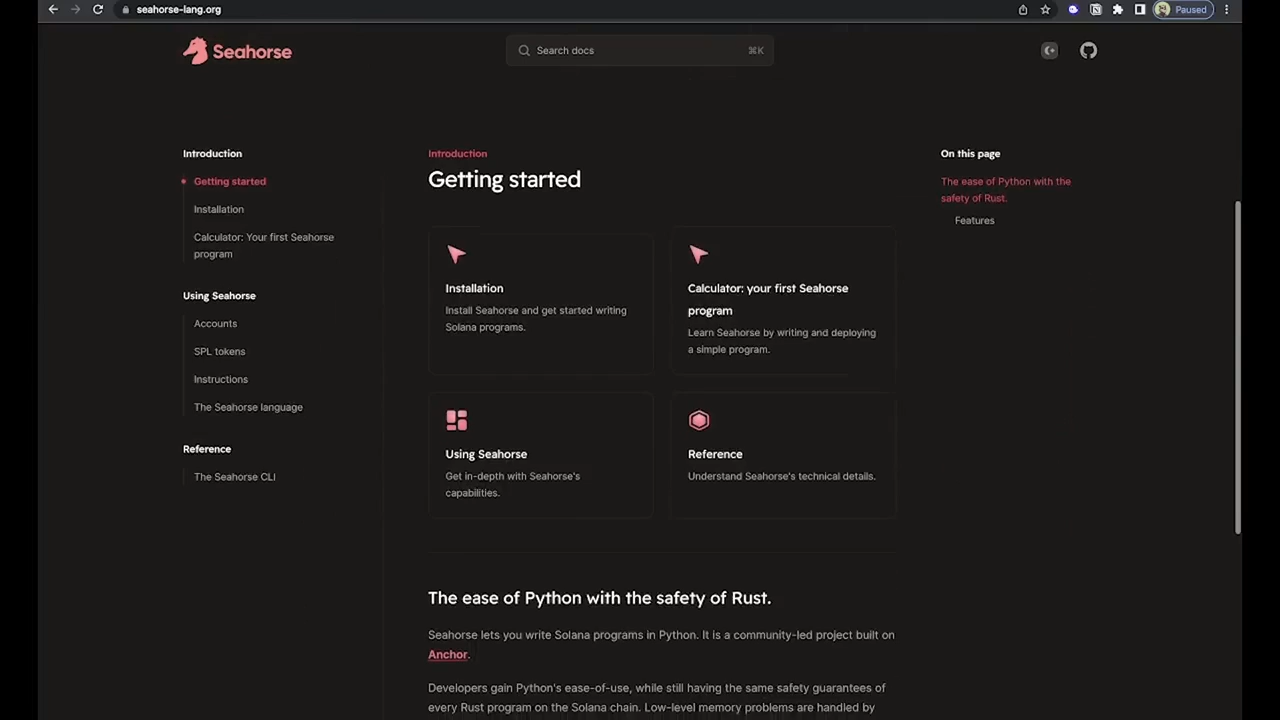 seahorse-lang.org
Paused
Seahorse
Search docs
⌘K
Introduction
Getting started
Installation
Calculator: Your first Seahorse
program
Using Seahorse
Accounts
SPL tokens
Instructions
The Seahorse language
Reference
The Seahorse CLI
Introduction
Getting started
Installation
Install Seahorse and get started writing
Solana programs.
Calculator: your first Seahorse
program
Learn Seahorse by writing and deploying
a simple program.
Using Seahorse
Get in-depth with Seahorse's
capabilities.
Reference
Understand Seahorse's technical details.
The ease of Python with the safety of Rust.
Seahorse lets you write Solana programs in Python. It is a community-led project built on
Anchor.
Developers gain Python's ease-of-use, while still having the same safety guarantees of
every Rust program on the Solana chain. Low-level memory problems are handled by
On this page
The ease of Python with the
safety of Rust.
Features